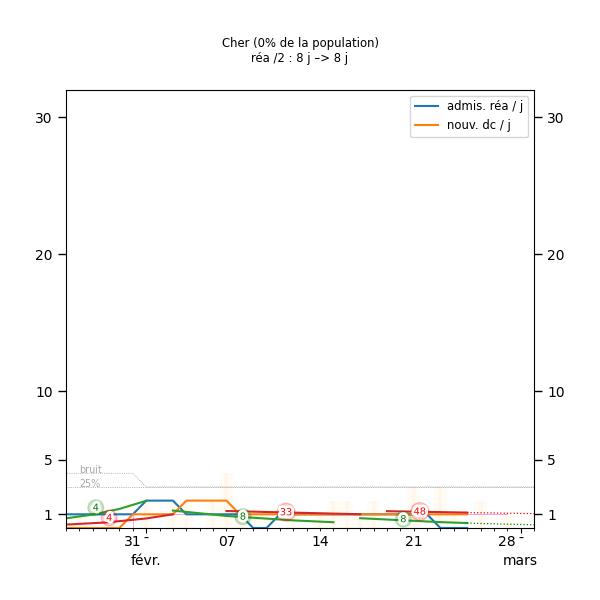 Cher (0% de la population)
réa /2 : 8 j –> 8 j
admis. réa / j
nouv. dc / j
30 30
20 20
10 10
5 5
1 1
bruit
25%
4 4 8 33 8 48
31 - 07 14 21 28 -
févr. mars